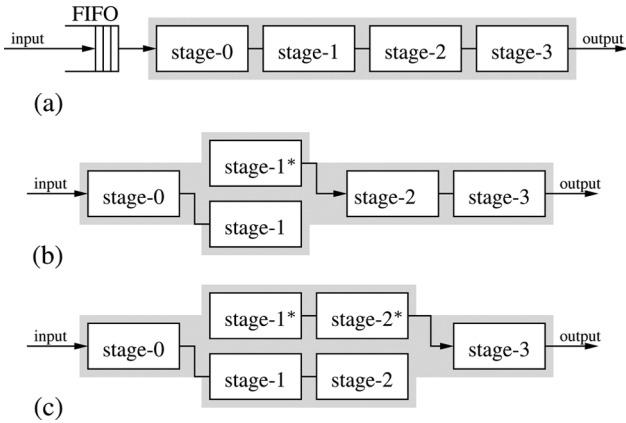 FIFO
input
stage-0 stage-1 stage-2 stage-3
output
(a)
stage-1*
input
stage-0
stage-2 stage-3
output
stage-1
(b)
stage-1* stage-2*
input
stage-0
stage-3
output
stage-1 stage-2
(c)